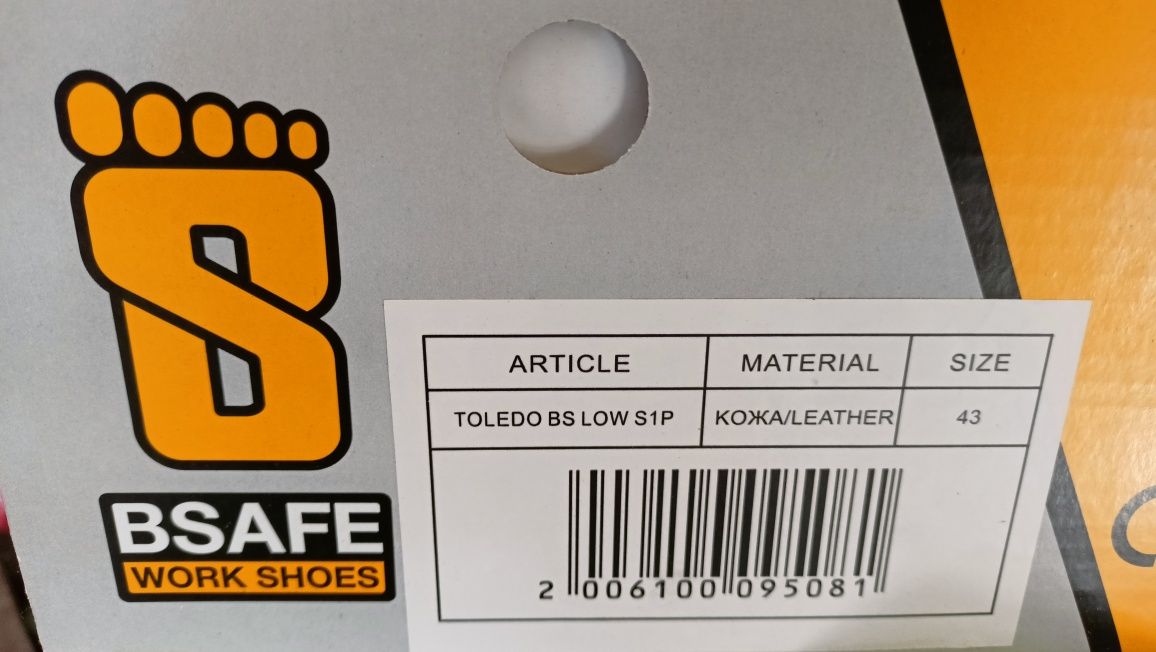 BSAFE
WORK SHOES
ARTICLE MATERIAL SIZE
TOLEDO BS LOW S1P КОЖА/LEATHER 43
2 006100 095081